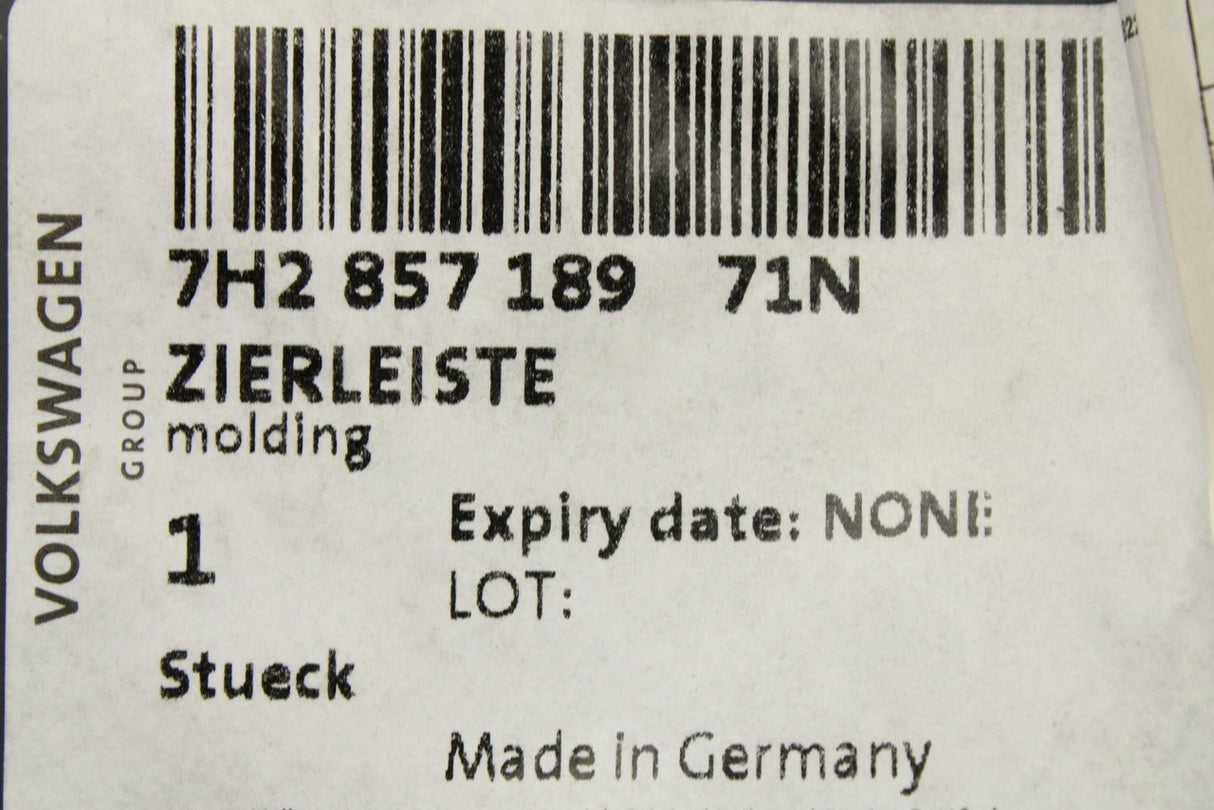 7H2 857 189 71N
ZIERLEISTE
molding
1
Stueck
Expiry date: NONE
LOT:
Made in Germany
VOLKSWAGEN
GROUP